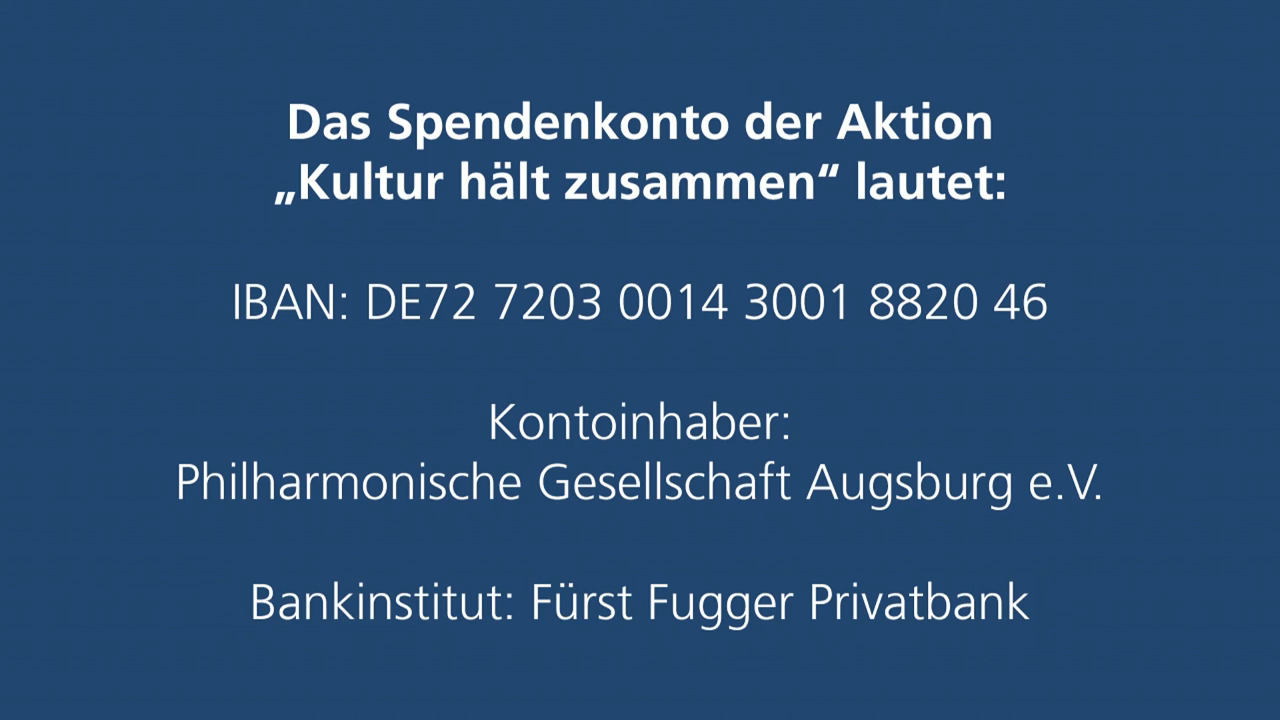 Das Spendenkonto der Aktion
„Kultur hält zusammen“ lautet:
IBAN: DE72 7203 0014 3001 8820 46
Kontoinhaber:
Philharmonische Gesellschaft Augsburg e.V.
Bankinstitut: Fürst Fugger Privatbank